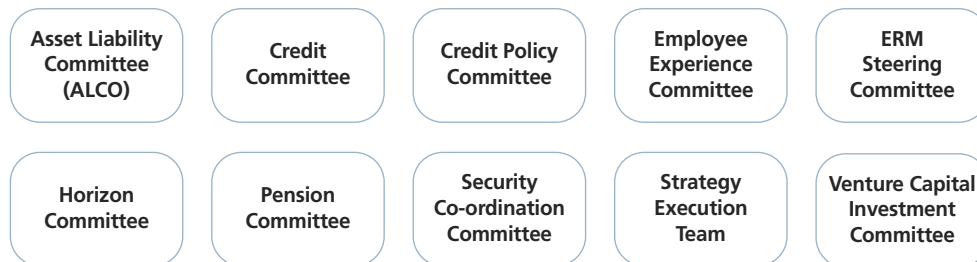 Asset Liability
Committee
(ALCO)
Credit
Committee
Credit Policy
Committee
Employee
Experience
Committee
ERM
Steering
Committee
Horizon
Committee
Pension
Committee
Security
Co-ordination
Committee
Strategy
Execution
Team
Venture Capital
Investment
Committee